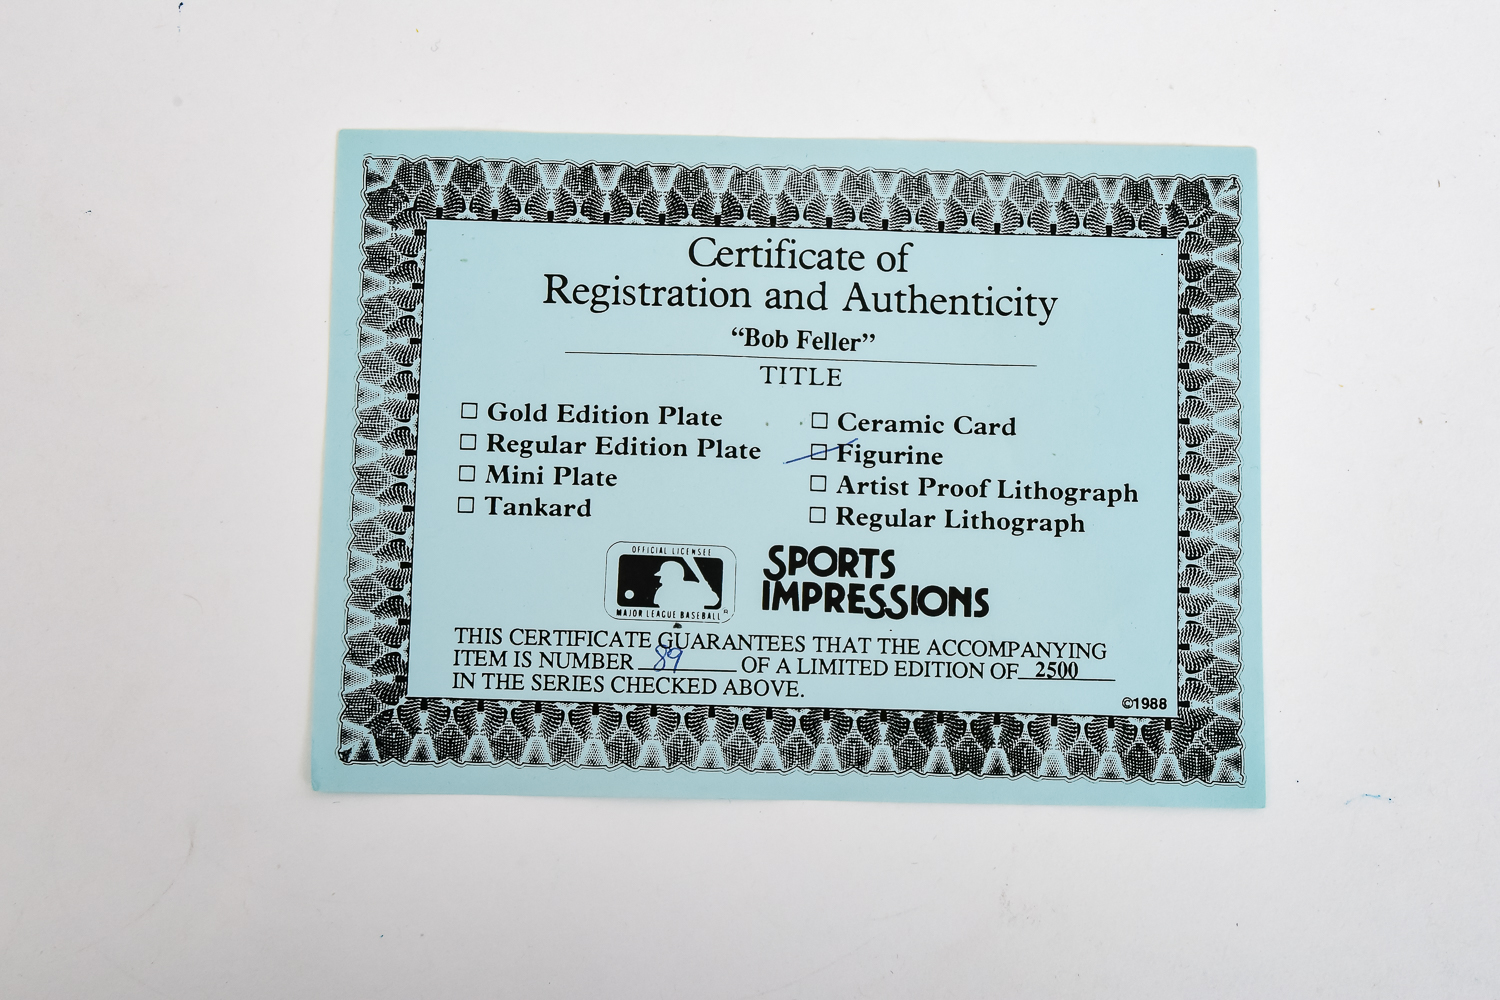 Certificate of
Registration and Authenticity
“Bob Feller”
TITLE
☐ Gold Edition Plate
☐ Regular Edition Plate
☐ Mini Plate
☐ Tankard
☐ Ceramic Card
☐ Figurine
☐ Artist Proof Lithograph
☐ Regular Lithograph
OFFICIAL LICENSEE
MAJOR LEAGUE BASEBALL
SPORTS
IMPRESSIONS
THIS CERTIFICATE GUARANTEES THAT THE ACCOMPANYING
ITEM IS NUMBER 89 OF A LIMITED EDITION OF 2500
IN THE SERIES CHECKED ABOVE.
©1988